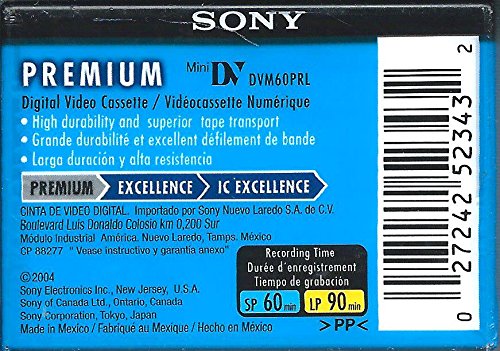 SONY
PREMIUM Mini DV DVM60PRL
Digital Video Cassette / Vidéocassette Numérique
• High durability and superior tape transport
• Grande durabilité et excellent défilement de bande
• Larga duración y alta resistencia
PREMIUM EXCELLENCE IC EXCELLENCE
CINTA DE VIDEO DIGITAL. Importado por Sony Nuevo Laredo S.A. de C.V.
Boulevard Luis Donaldo Colosio km 0,200 Sur
Módulo Industrial América. Nuevo Laredo, Tamps. México
CP 88277 " Vease instructivo y garantia anexo"
©2004
Sony Electronics Inc., New Jersey, U.S.A.
Sony of Canada Ltd., Ontario, Canada
Sony Corporation, Tokyo, Japan
Made in Mexico / Fabriqué au Mexique / Hecho en México
Recording Time
Durée d'enregistrement
Tiempo de grabación
SP 60 min LP 90 min
>PP<
0 27242 52343 2